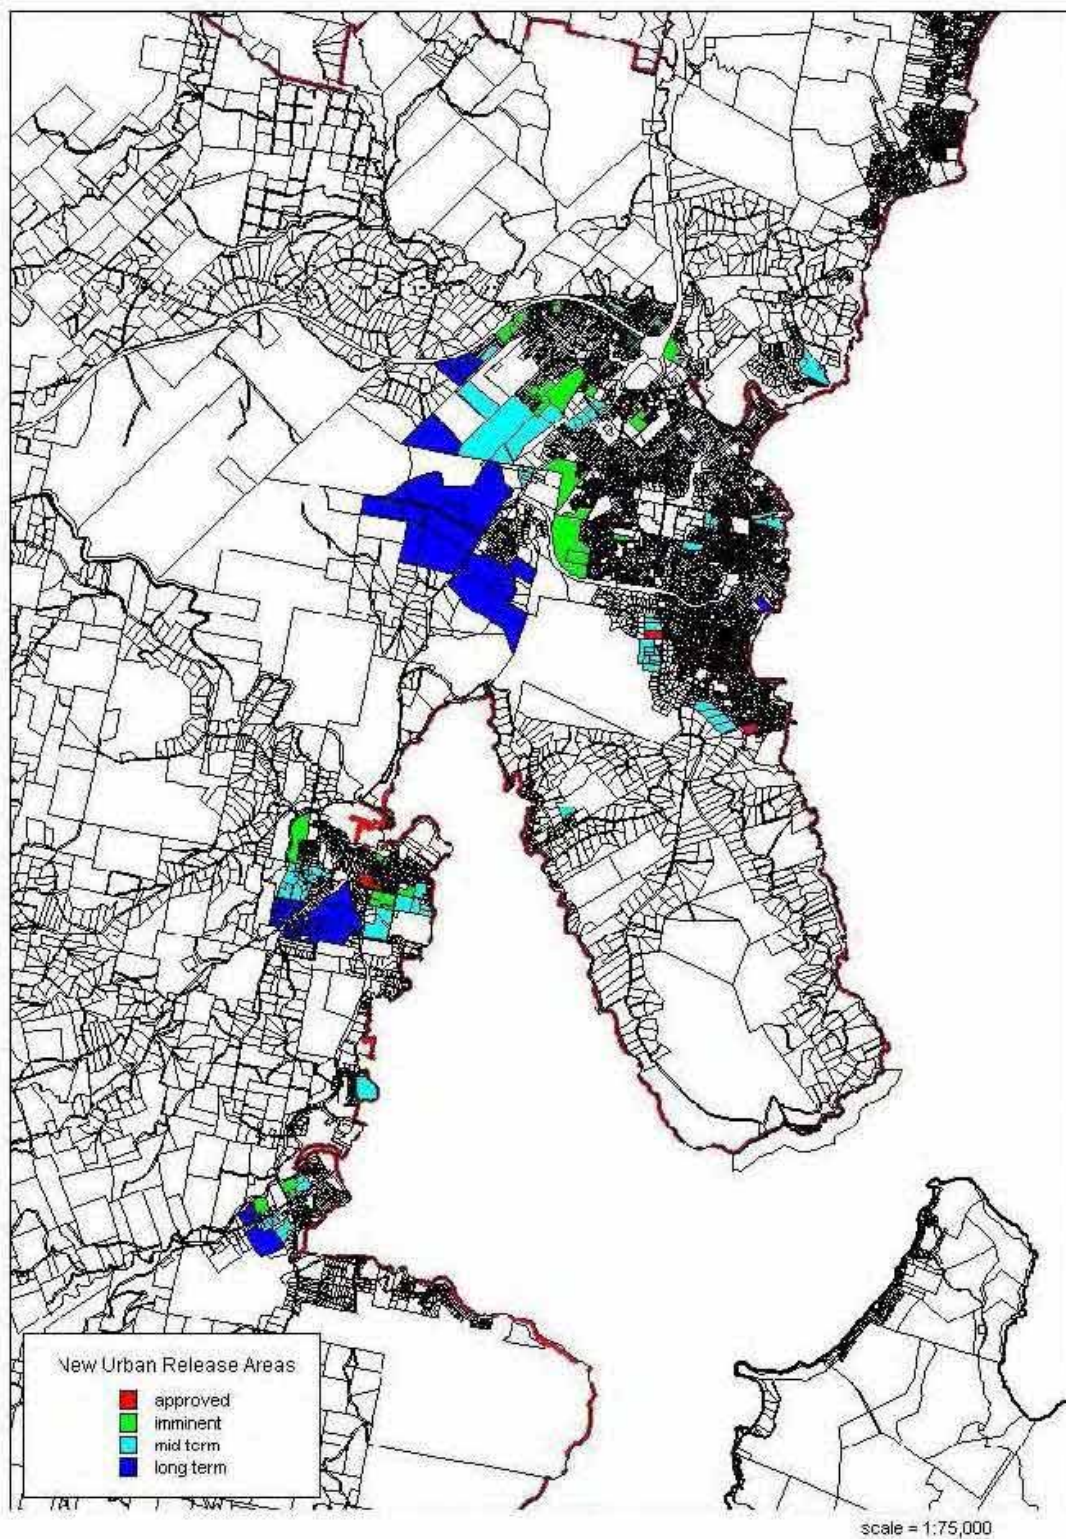 New Urban Release Areas
approved
imminent
mid term
long term
scale = 1:75,000